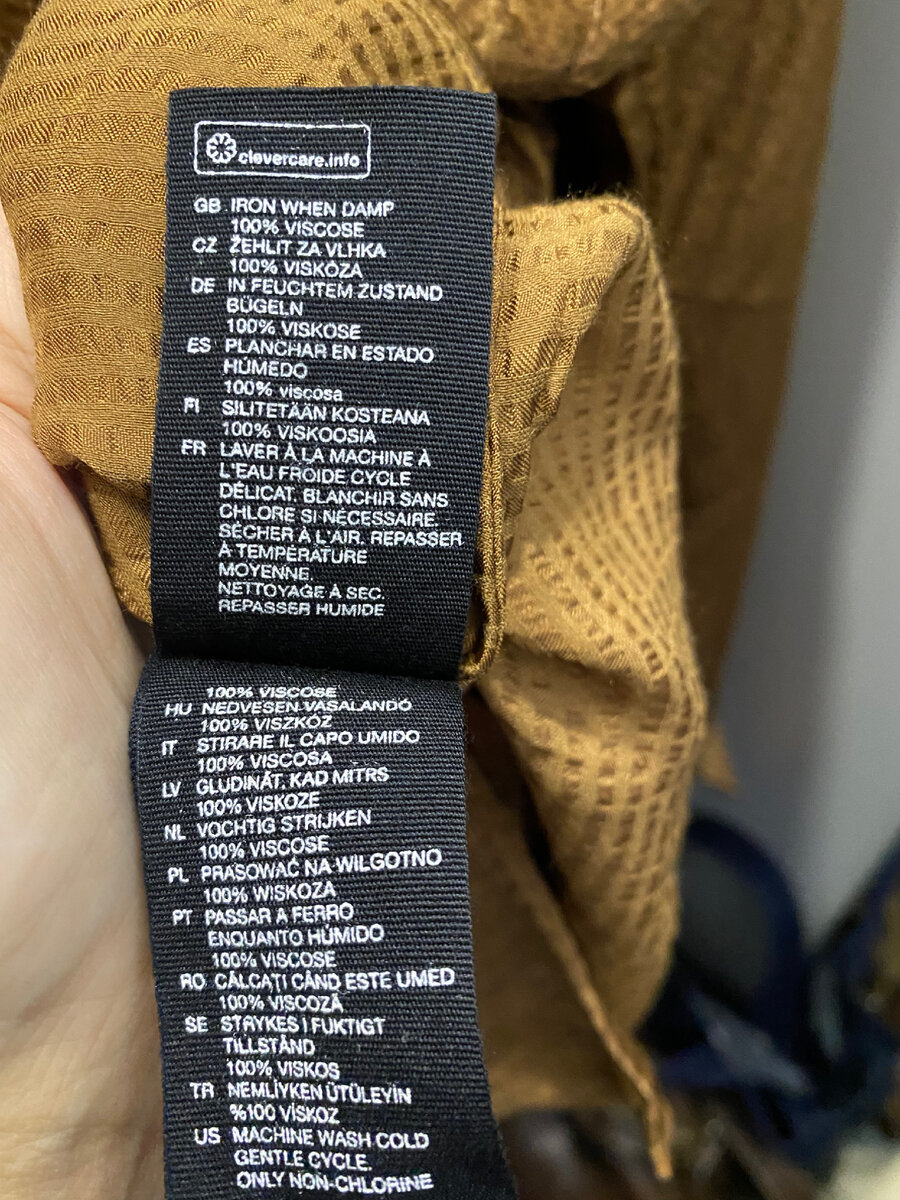 clevercare.info
GB IRON WHEN DAMP
100% VISCOSE
CZ ŽEHLIT ZA VLHKA
100% VISKÓZA
DE IN FEUCHTEM ZUSTAND
BÜGELN
100% VISKOSE
ES PLANCHAR EN ESTADO
HÚMEDO
100% viscosa
FI SILITETÄÄN KOSTEANA
100% VISKOOSIA
FR LAVER À LA MACHINE À
L'EAU FROIDE CYCLE
DÉLICAT. BLANCHIR SANS
CHLORE SI NÉCESSAIRE.
SÉCHER À L'AIR. REPASSER
À TEMPÉRATURE
MOYENNE.
NETTOYAGE À SEC.
REPASSER HUMIDE
100% VISCOSE
HU NEDVESEN VASALANDÓ
100% VISZKÓZ
IT STIRARE IL CAPO UMIDO
100% VISCOSA
LV GLUDINĀT, KAD MITRS
100% VISKOZE
NL VOCHTIG STRIJKEN
100% VISCOSE
PL PRASOWAĆ NA WILGOTNO
100% WISKOZA
PT PASSAR A FERRO
ENQUANTO HÚMIDO
100% VISCOSE
RO CĂLCAȚI CÂND ESTE UMED
100% VISCOZĂ
SE STRYKES I FUKTIGT
TILLSTÅND
100% VISKOS
TR NEMLİYKEN ÜTÜLEYİN
%100 VİSKOZ
US MACHINE WASH COLD
GENTLE CYCLE.
ONLY NON-CHLORINE